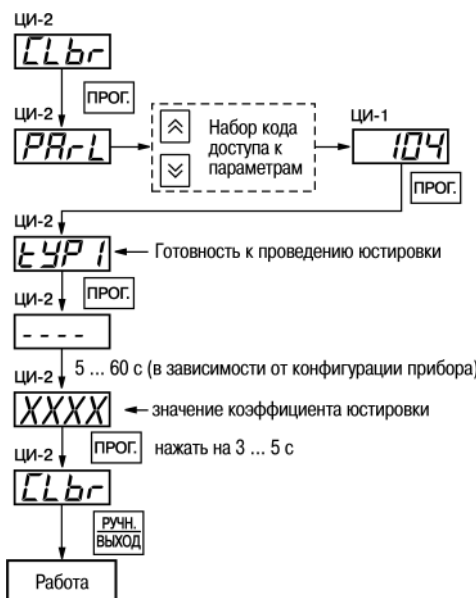 ЦИ-2
CLbr
ПРОГ.
ЦИ-2
PArL
Набор кода
доступа к
параметрам
ЦИ-1
104
ПРОГ.
ЦИ-2
tYP1
Готовность к проведению юстировки
ПРОГ.
ЦИ-2
----
5 ... 60 с (в зависимости от конфигурации прибора)
ЦИ-2
XXXX
значение коэффициента юстировки
ПРОГ.
нажать на 3 ... 5 с
ЦИ-2
CLbr
РУЧН.
ВЫХОД
Работа